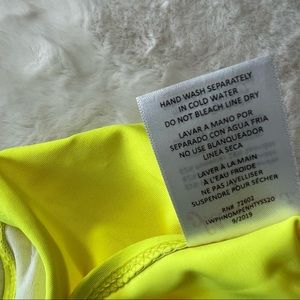 HAND WASH SEPARATELY
IN COLD WATER
DO NOT BLEACH LINE DRY
LAVAR A MANO POR
SEPARADO CON AGUA FRIA
NO USE BLANQUEADOR
LINEA SECA
LAVER À LA MAIN
À L'EAU FROIDE
NE PAS JAVELLISER
SUSPENDRE POUR SÉCHER
RN# 72602
9/2019